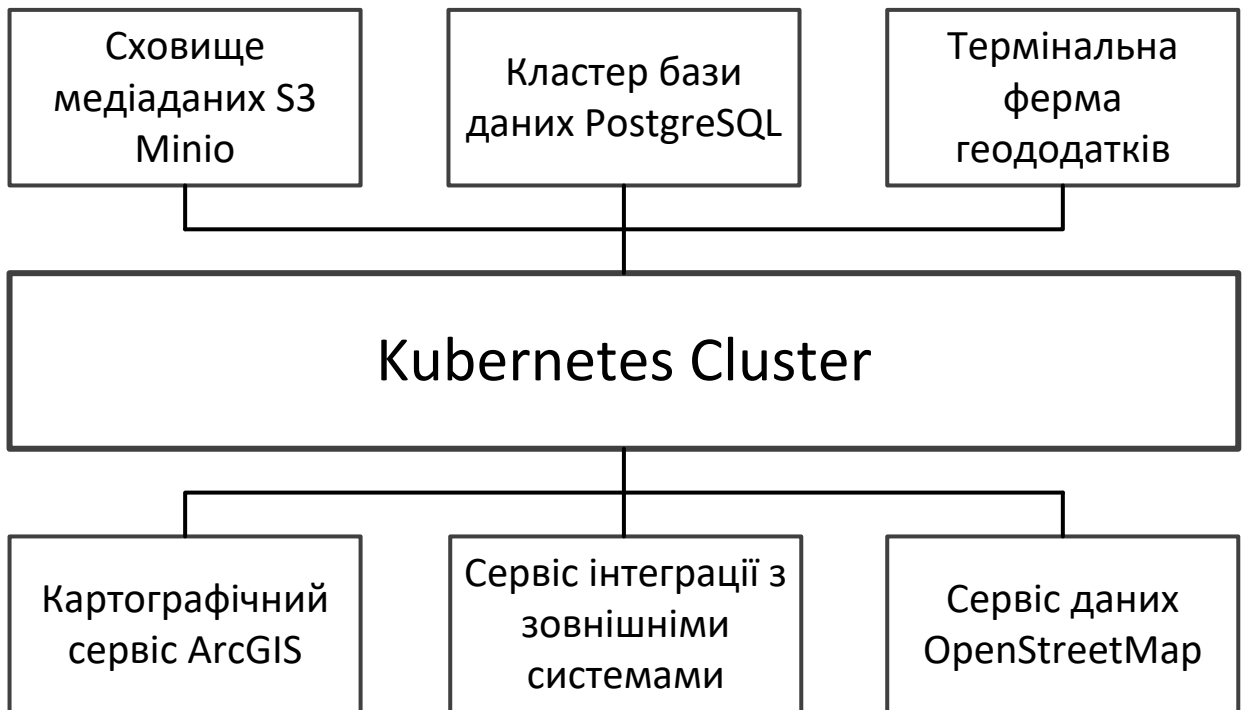 Сховище
медіаданих S3
Minio
Кластер бази
даних PostgreSQL
Термінальна
ферма
геододатків
Kubernetes Cluster
Картографічний
сервіс ArcGIS
Сервіс інтеграції з
зовнішніми
системами
Сервіс даних
OpenStreetMap